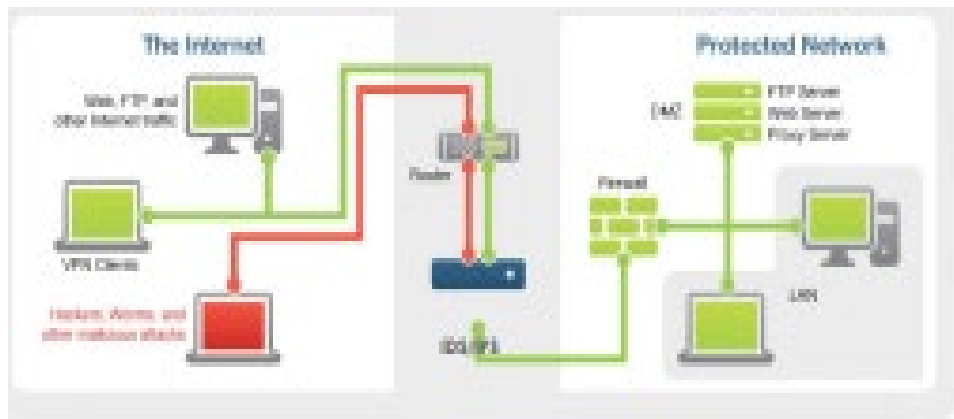 The Internet
Protected Network
Web, FTP, and
other Internet traffic
FTP Server
DMZ
Web Server
Proxy Server
Router
Firewall
VPN Clients
LAN
Hackers, Worms, and
other malicious attacks
IDS/IPS